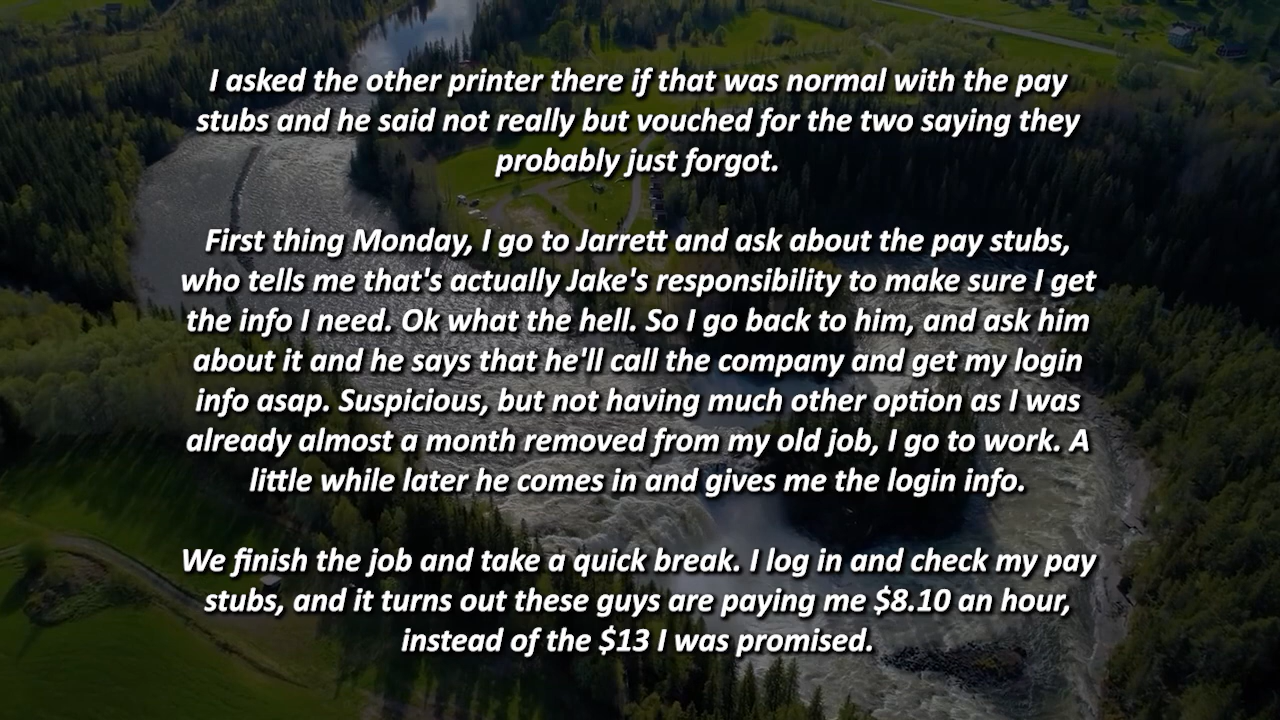 I asked the other printer there if that was normal with the pay
stubs and he said not really but vouched for the two saying they
probably just forgot.
First thing Monday, I go to Jarrett and ask about the pay stubs,
who tells me that's actually Jake's responsibility to make sure I get
the info I need. Ok what the hell. So I go back to him, and ask him
about it and he says that he'll call the company and get my login
info asap. Suspicious, but not having much other option as I was
already almost a month removed from my old job, I go to work. A
little while later he comes in and gives me the login info.
We finish the job and take a quick break. I log in and check my pay
stubs, and it turns out these guys are paying me $8.10 an hour,
instead of the $13 I was promised.